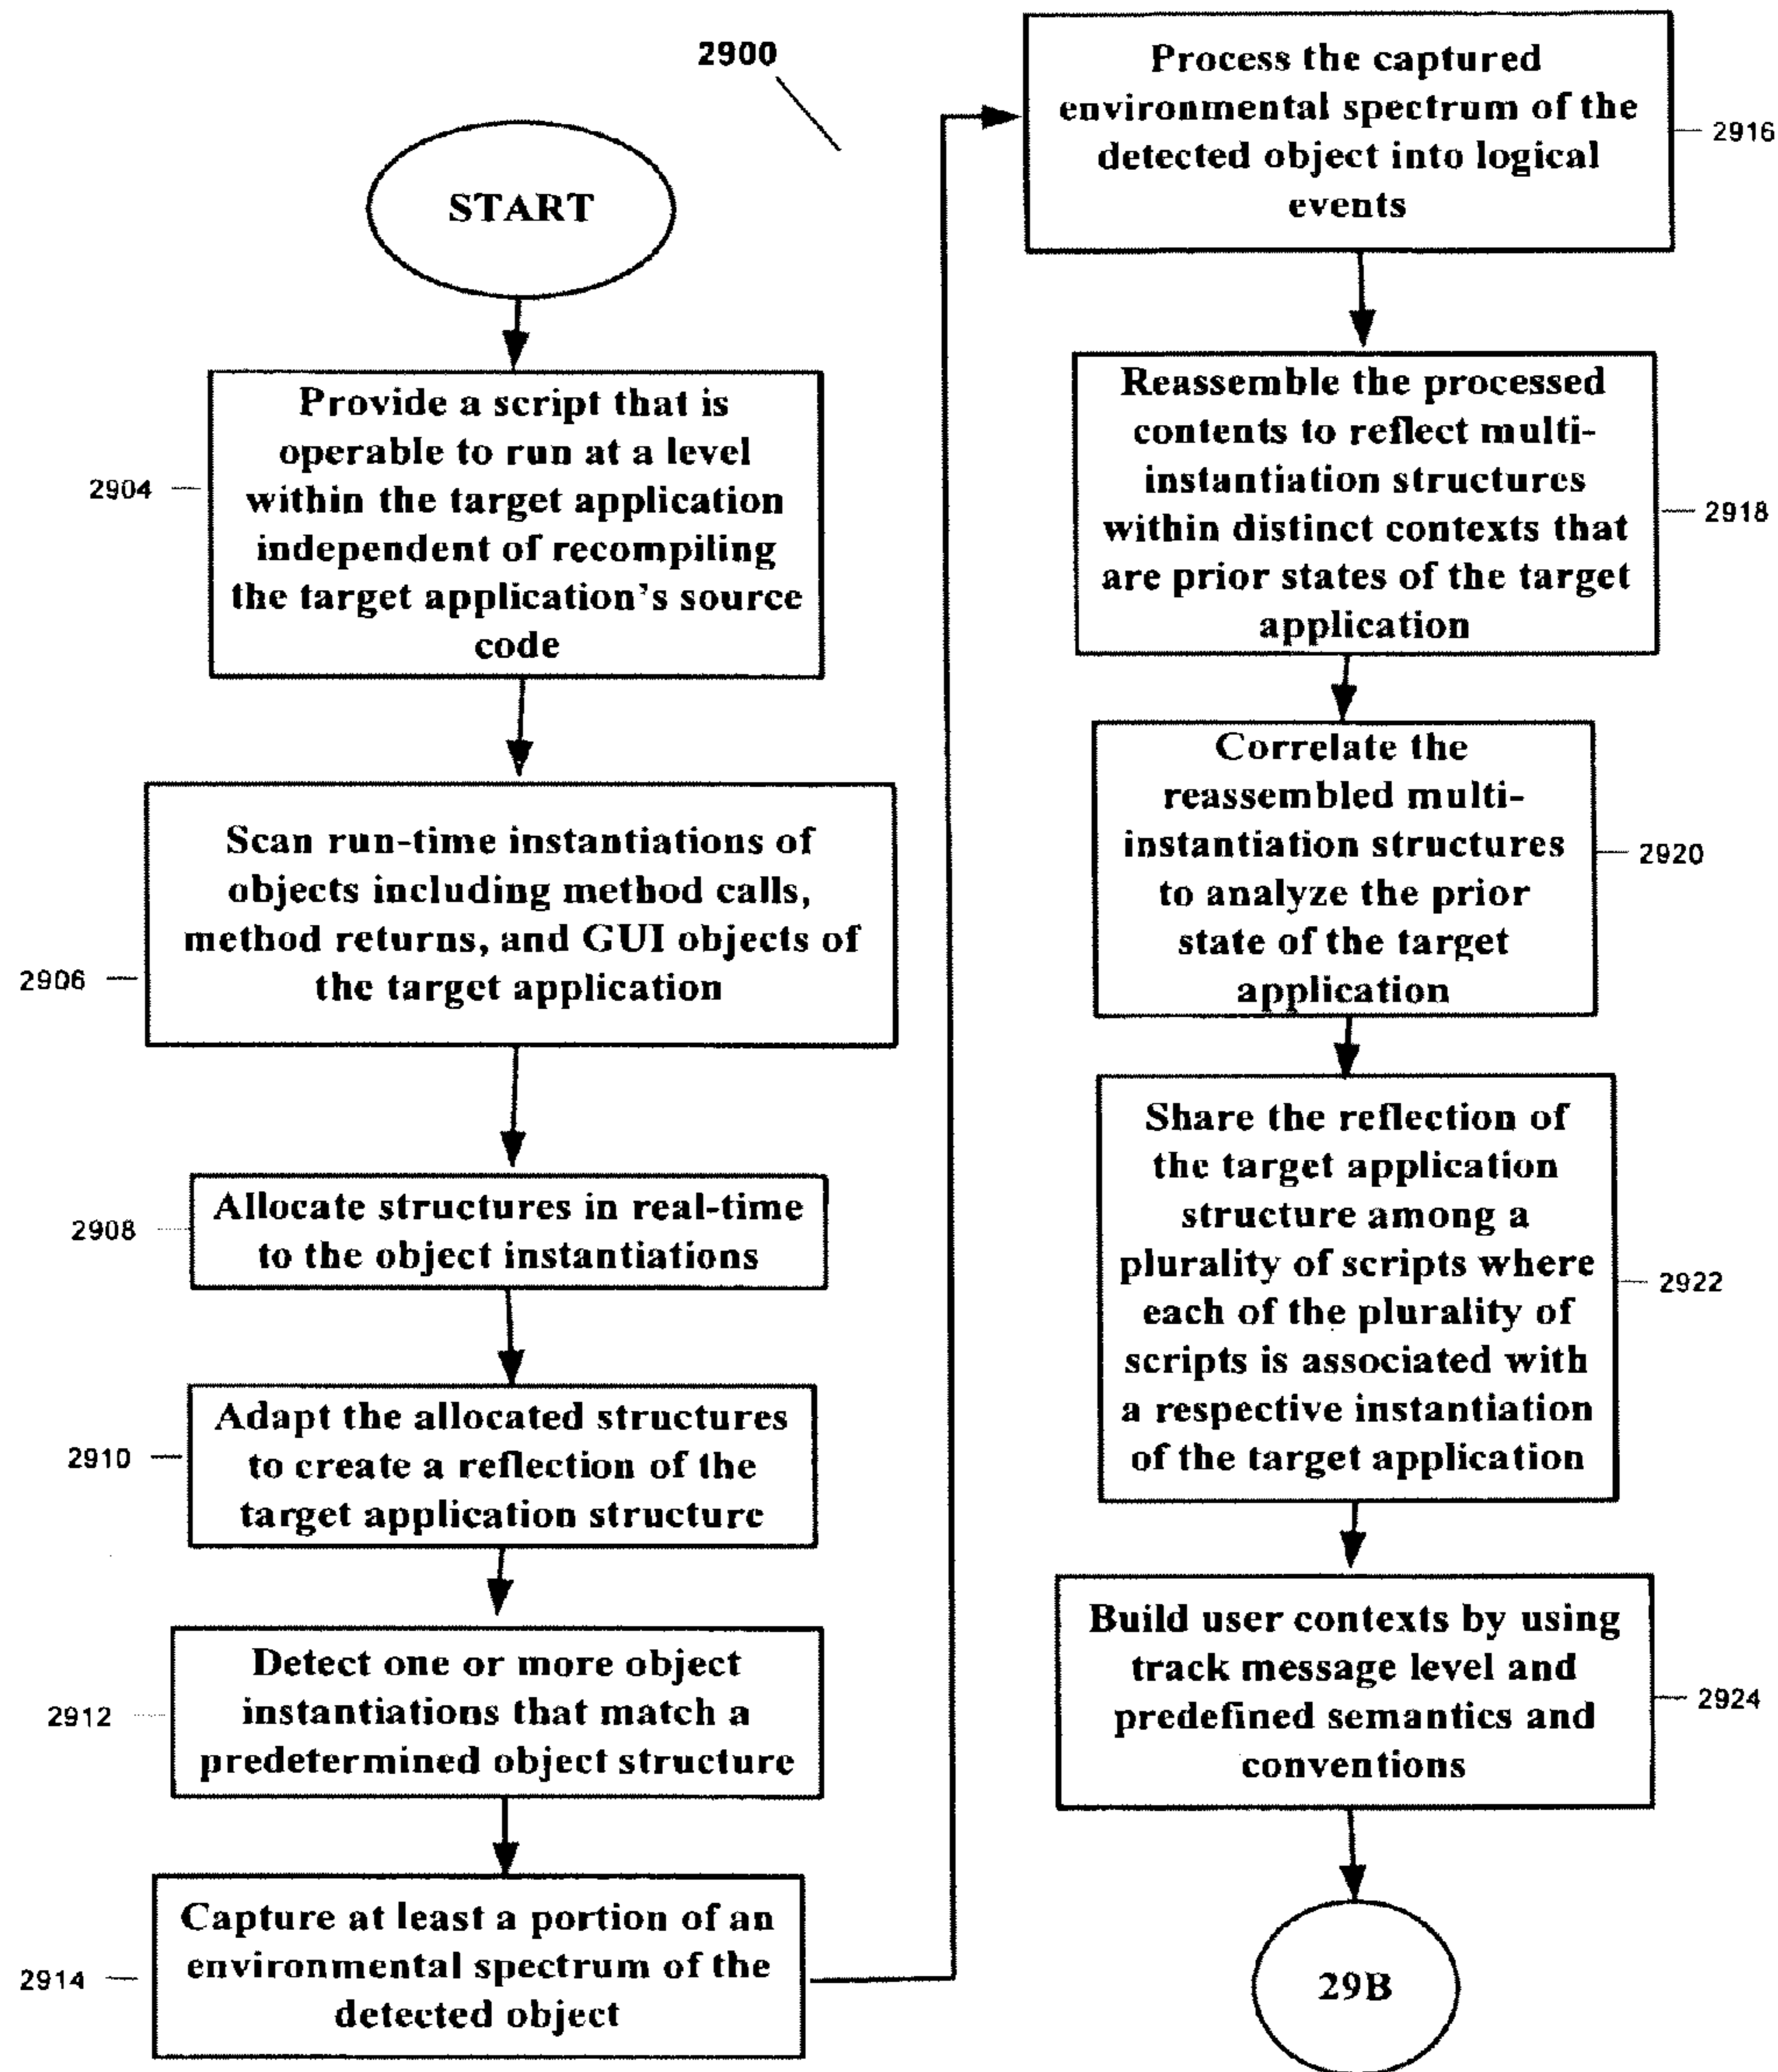 2900
START
2904
Provide a script that is
operable to run at a level
within the target application
independent of recompiling
the target application's source
code
2906
Scan run-time instantiations of
objects including method calls,
method returns, and GUI objects of
the target application
2908
Allocate structures in real-time
to the object instantiations
2910
Adapt the allocated structures
to create a reflection of the
target application structure
2912
Detect one or more object
instantiations that match a
predetermined object structure
2914
Capture at least a portion of an
environmental spectrum of the
detected object
Process the captured
environmental spectrum of the
detected object into logical
events
2916
Reassemble the processed
contents to reflect multi-
instantiation structures
within distinct contexts that
are prior states of the target
application
2918
Correlate the
reassembled multi-
instantiation structures
to analyze the prior
state of the target
application
2920
Share the reflection of
the target application
structure among a
plurality of scripts where
each of the plurality of
scripts is associated with
a respective instantiation
of the target application
2922
Build user contexts by using
track message level and
predefined semantics and
conventions
2924
29B